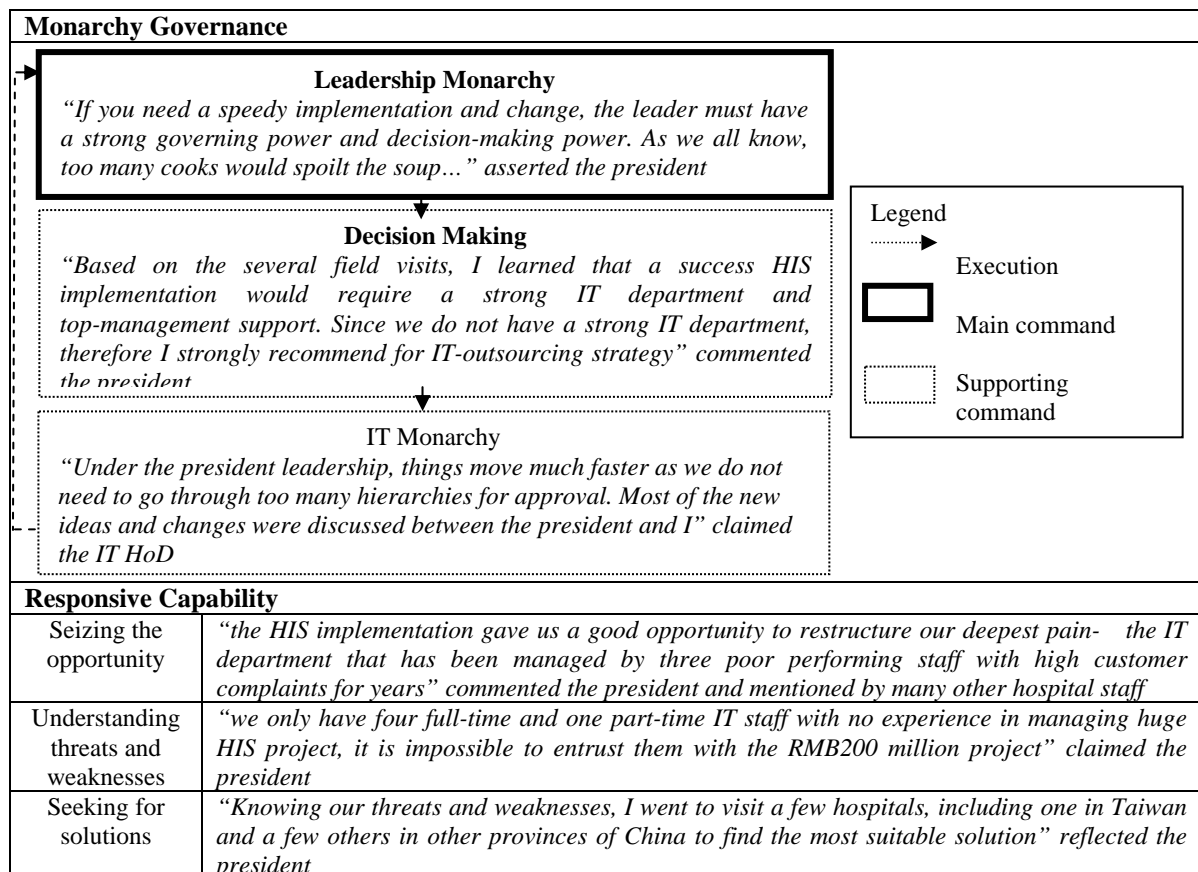 Monarchy Governance
Leadership Monarchy
“If you need a speedy implementation and change, the leader must have
a strong governing power and decision-making power. As we all know,
too many cooks would spoilt the soup…” asserted the president
Decision Making
“Based on the several field visits, I learned that a success HIS
implementation would require a strong IT department and
top-management support. Since we do not have a strong IT department,
therefore I strongly recommend for IT-outsourcing strategy” commented
the president
IT Monarchy
“Under the president leadership, things move much faster as we do not
need to go through too many hierarchies for approval. Most of the new
ideas and changes were discussed between the president and I” claimed
the IT HoD
Legend
Execution
Main command
Supporting
command
Responsive Capability
Seizing the
opportunity
“the HIS implementation gave us a good opportunity to restructure our deepest pain- the IT
department that has been managed by three poor performing staff with high customer
complaints for years” commented the president and mentioned by many other hospital staff
Understanding
threats and
weaknesses
“we only have four full-time and one part-time IT staff with no experience in managing huge
HIS project, it is impossible to entrust them with the RMB200 million project” claimed the
president
Seeking for
solutions
“Knowing our threats and weaknesses, I went to visit a few hospitals, including one in Taiwan
and a few others in other provinces of China to find the most suitable solution” reflected the
president